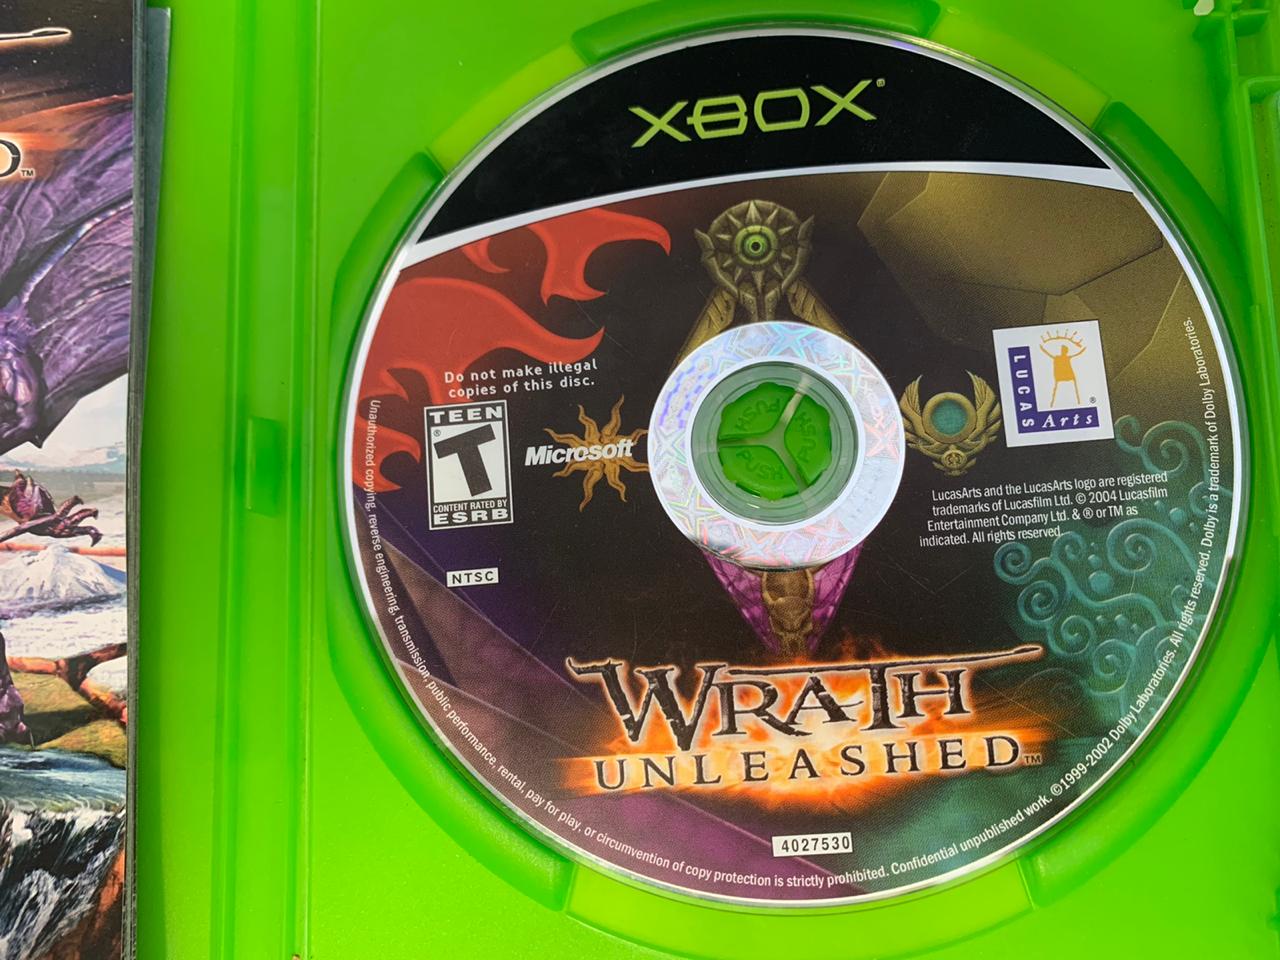 XBOX®
Do not make illegal
copies of this disc.
TEEN
®
T
CONTENT RATED BY
ESRB
Microsoft
NTSC
LUCAS
Arts
®
LucasArts and the LucasArts logo are registered
trademarks of Lucasfilm Ltd. © 2004 Lucasfilm
Entertainment Company Ltd. & ® or TM as
indicated. All rights reserved.
PUSH
PUSH
PUSH
WRATH
UNLEASHED™
4027530
Unauthorized copying, reverse engineering, transmission, public performance, rental, pay for play, or circumvention of copy protection is strictly prohibited. Confidential unpublished work. ©1999-2002 Dolby Laboratories. All rights reserved. Dolby is a trademark of Dolby Laboratories.
D™